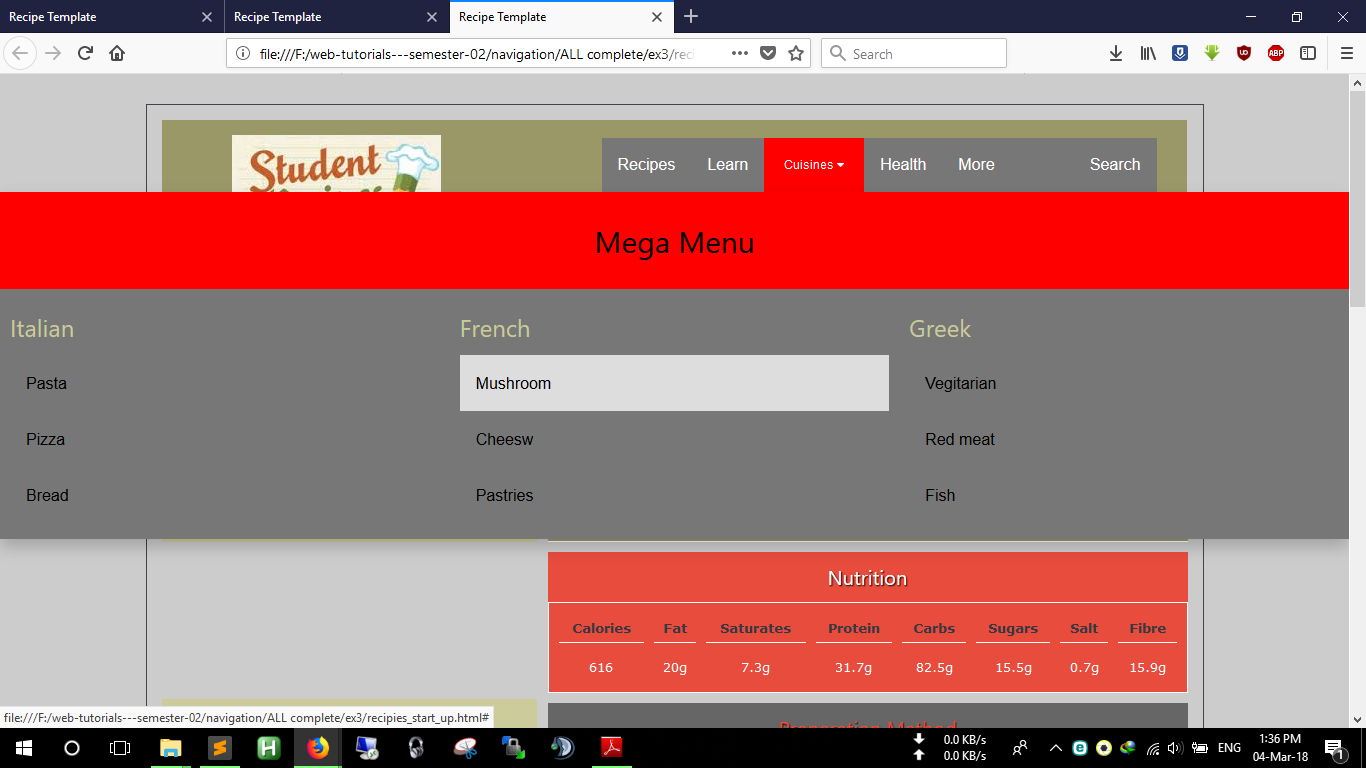 Recipe Template
Recipe Template
Recipe Template
file:///F:/web-tutorials---semester-02/navigation/ALL complete/ex3/reci
Search
Student
Recipes Learn Cuisines Health More Search
Mega Menu
Italian French Greek
Pasta Mushroom Vegitarian
Pizza Cheesw Red meat
Bread Pastries Fish
Nutrition
Calories Fat Saturates Protein Carbs Sugars Salt Fibre
616 20g 7.3g 31.7g 82.5g 15.5g 0.7g 15.9g
file:///F:/web-tutorials---semester-02/navigation/ALL complete/ex3/recipies_start_up.html#
0.0 KB/s
0.0 KB/s
ENG
1:36 PM
04-Mar-18
1